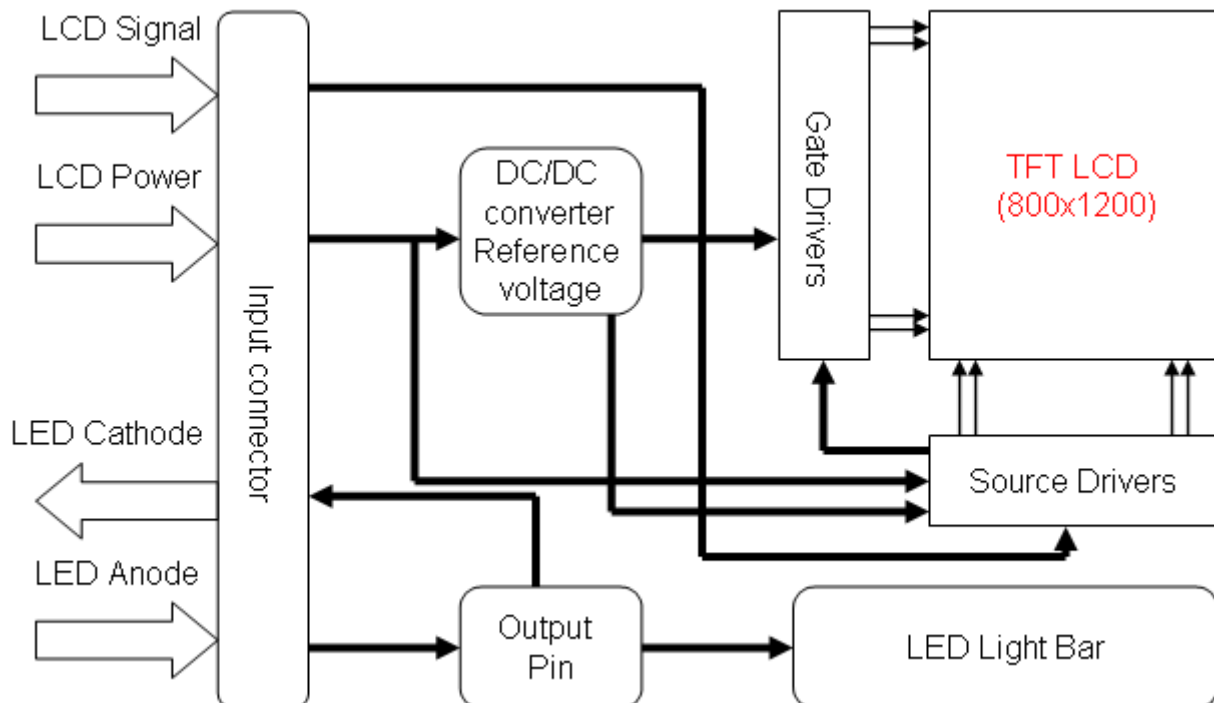 LCD Signal
LCD Power
LED Cathode
LED Anode
Input connector
DC/DC
converter
Reference
voltage
Gate Drivers
TFT LCD
(800x1200)
Source Drivers
Output
Pin
LED Light Bar